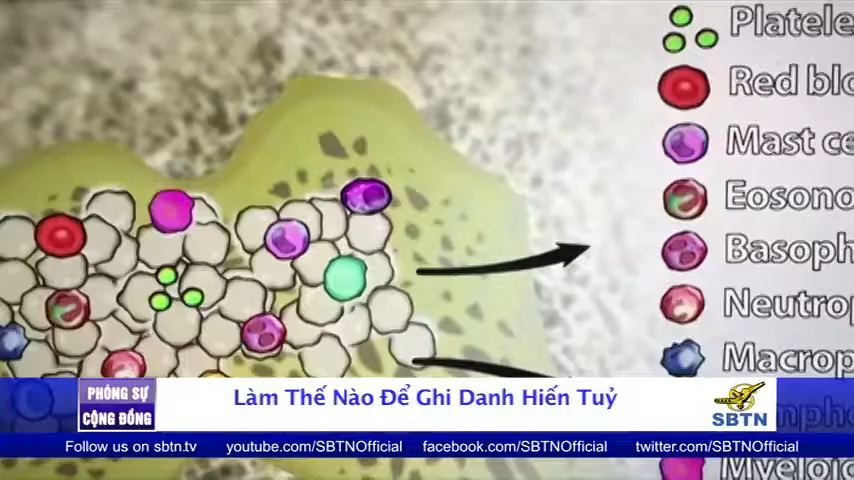 Platele
Red blo
Mast ce
Eosono
Basoph
Neutrop
Macrop
mpho
Myeloid
PHÓNG SỰ
CỘNG ĐỒNG
Làm Thế Nào Để Ghi Danh Hiến Tuỷ
SBTN
Follow us on sbtn.tv youtube.com/SBTNOfficial facebook.com/SBTNOfficial twitter.com/SBTNOfficial